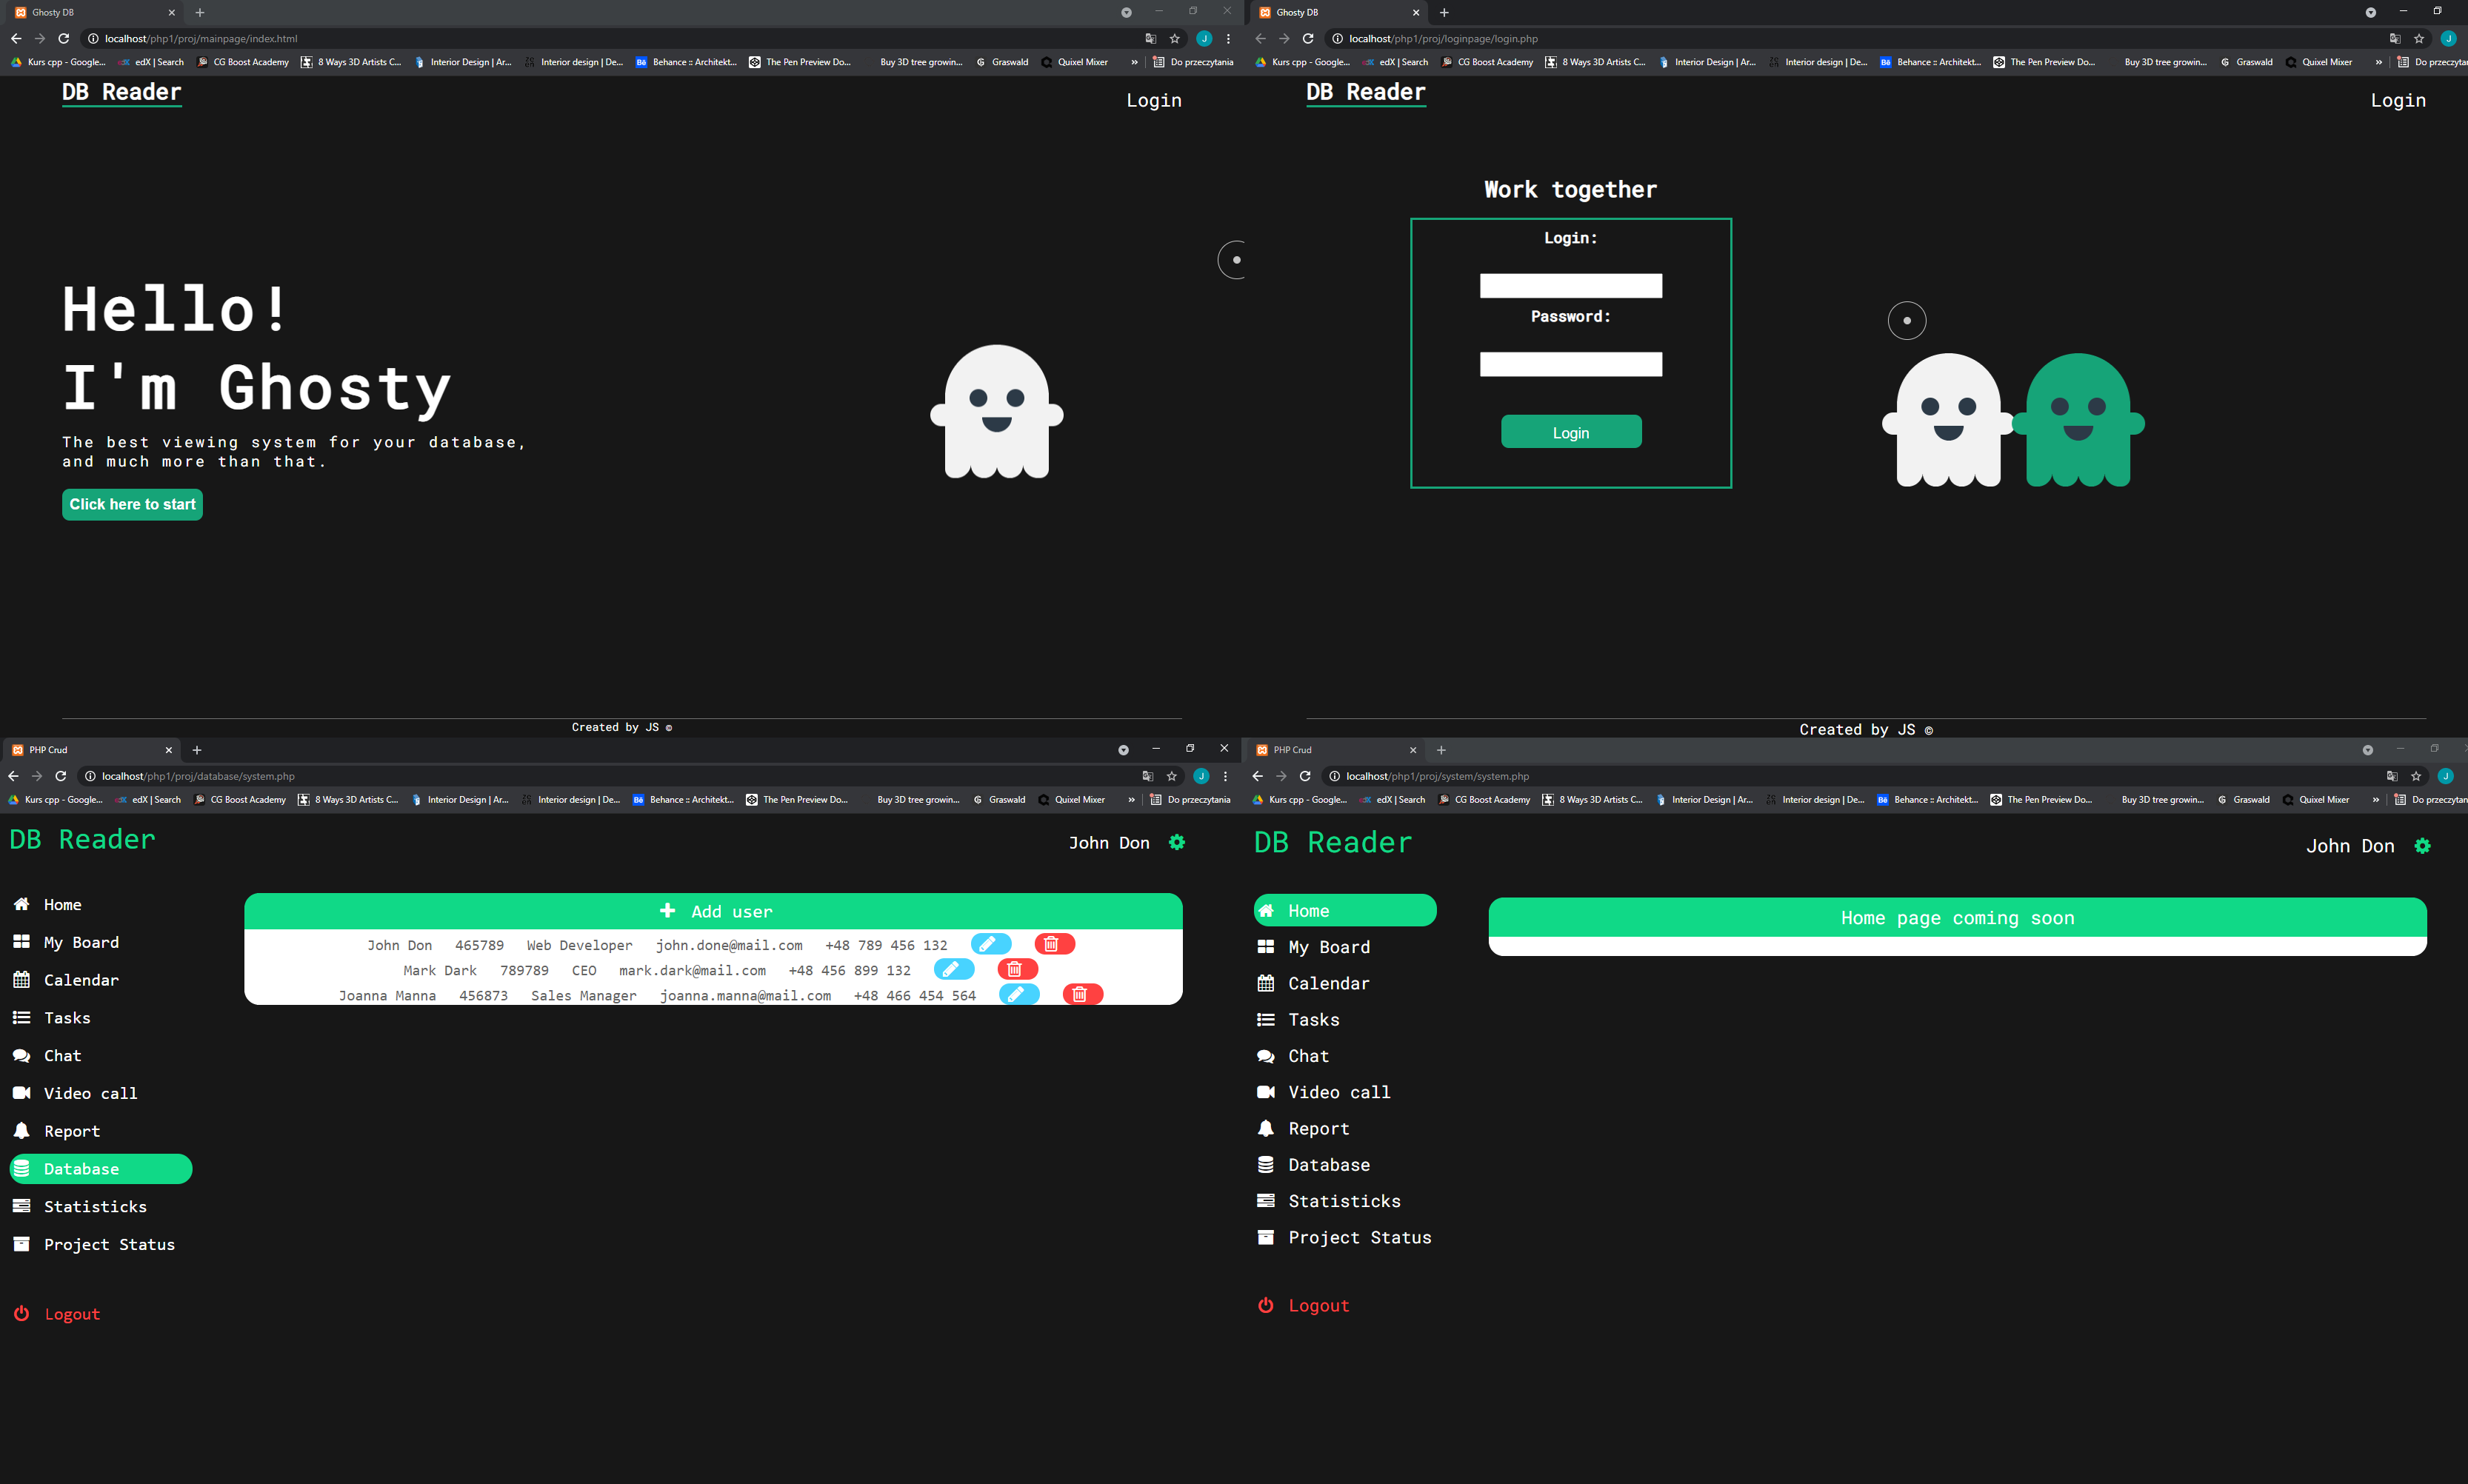 Ghosty DB
localhost/php1/proj/mainpage/index.html
Kurs cpp - Google... edX | Search CG Boost Academy 8 Ways 3D Artists C... Interior Design | Ar... Interior design | De... Behance :: Architekt... The Pen Preview Do... Buy 3D tree growin... Graswald Quixel Mixer » Do przeczytania
DB Reader
Login
Hello!
I'm Ghosty
The best viewing system for your database,
and much more than that.
Click here to start
Created by JS ©
Ghosty DB
localhost/php1/proj/loginpage/login.php
Kurs cpp - Google... edX | Search CG Boost Academy 8 Ways 3D Artists C... Interior Design | Ar... Interior design | De... Behance :: Architekt... The Pen Preview Do... Buy 3D tree growin... Graswald Quixel Mixer » Do przeczytan
DB Reader
Login
Work together
Login:
Password:
Login
Created by JS ©
PHP Crud
localhost/php1/proj/database/system.php
Kurs cpp - Google... edX | Search CG Boost Academy 8 Ways 3D Artists C... Interior Design | Ar... Interior design | De... Behance :: Architekt... The Pen Preview Do... Buy 3D tree growin... Graswald Quixel Mixer » Do przeczytania
DB Reader
John Don
Home
My Board
Calendar
Tasks
Chat
Video call
Report
Database
Statisticks
Project Status
Logout
Add user
John Don 465789 Web Developer john.done@mail.com +48 789 456 132
Mark Dark 789789 CEO mark.dark@mail.com +48 456 899 132
Joanna Manna 456873 Sales Manager joanna.manna@mail.com +48 466 454 564
PHP Crud
localhost/php1/proj/system/system.php
Kurs cpp - Google... edX | Search CG Boost Academy 8 Ways 3D Artists C... Interior Design | Ar... Interior design | De... Behance :: Architekt... The Pen Preview Do... Buy 3D tree growin... Graswald Quixel Mixer » Do przeczytan
DB Reader
John Don
Home
My Board
Calendar
Tasks
Chat
Video call
Report
Database
Statisticks
Project Status
Logout
Home page coming soon